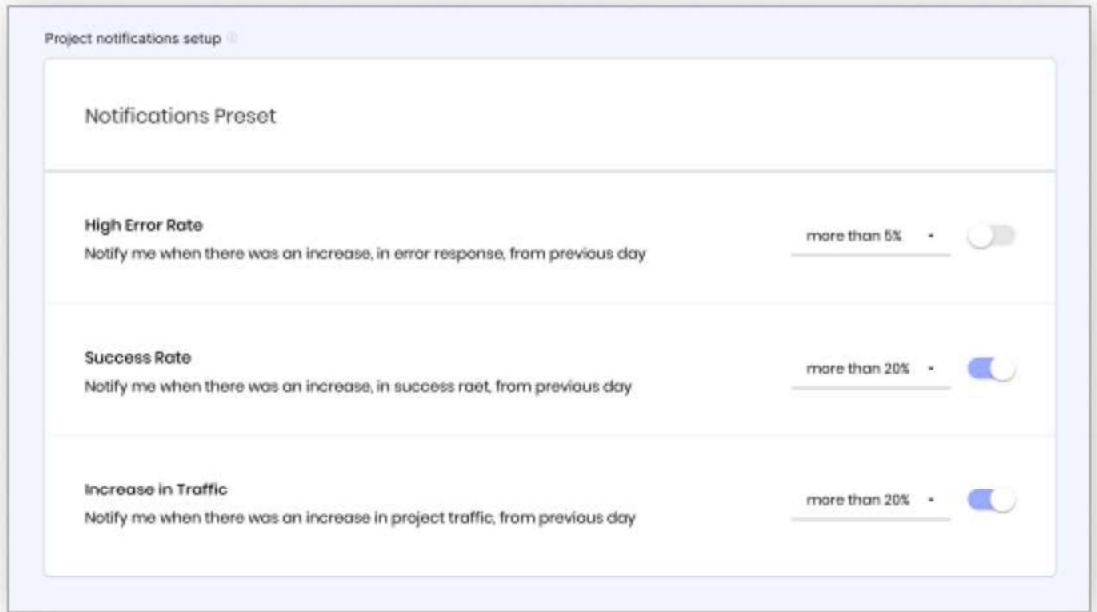 Project notifications setup
Notifications Preset
High Error Rate
Notify me when there was an increase, in error response, from previous day
more than 5%
Success Rate
Notify me when there was an increase, in success raet, from previous day
more than 20%
Increase in Traffic
Notify me when there was an increase in project traffic, from previous day
more than 20%